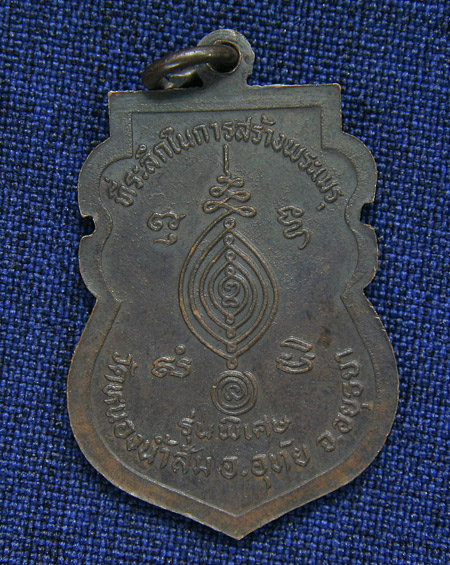 ที่ระลึกในการสร้างพระเมรุ
รุ่นพิเศษ
วัดหนองน้ำส้ม อ.อุทัย จ.อยุธยา